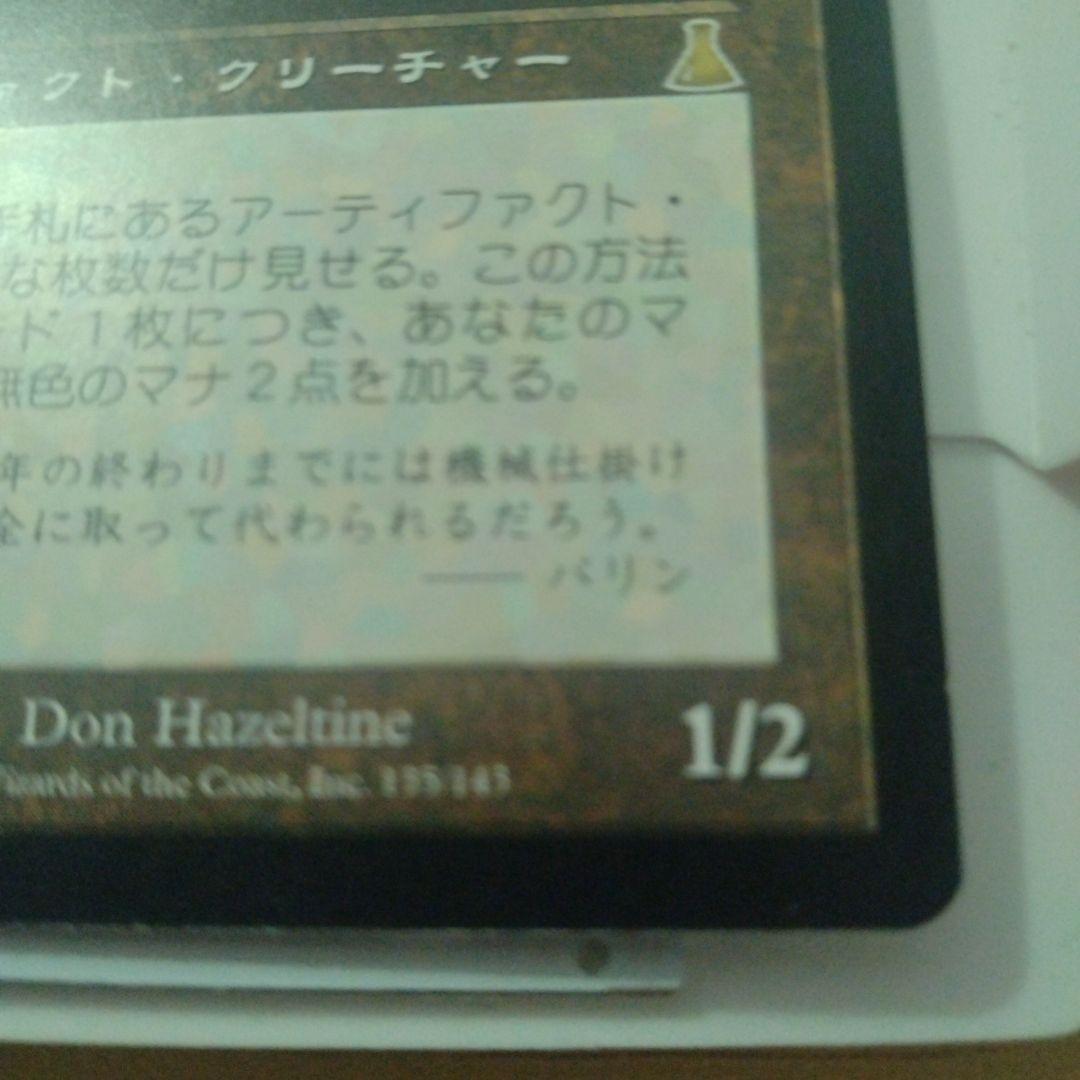 ァクト・クリーチャー
手札にあるアーティファクト・
な枚数だけ見せる。この方法
ード1枚につき、あなたのマ
無色のマナ2点を加える。
年の終わりまでには機械仕掛け
全に取って代わられるだろう。
—— バリン
Don Hazeltine
1/2
Wizards of the Coast, Inc. 135/143